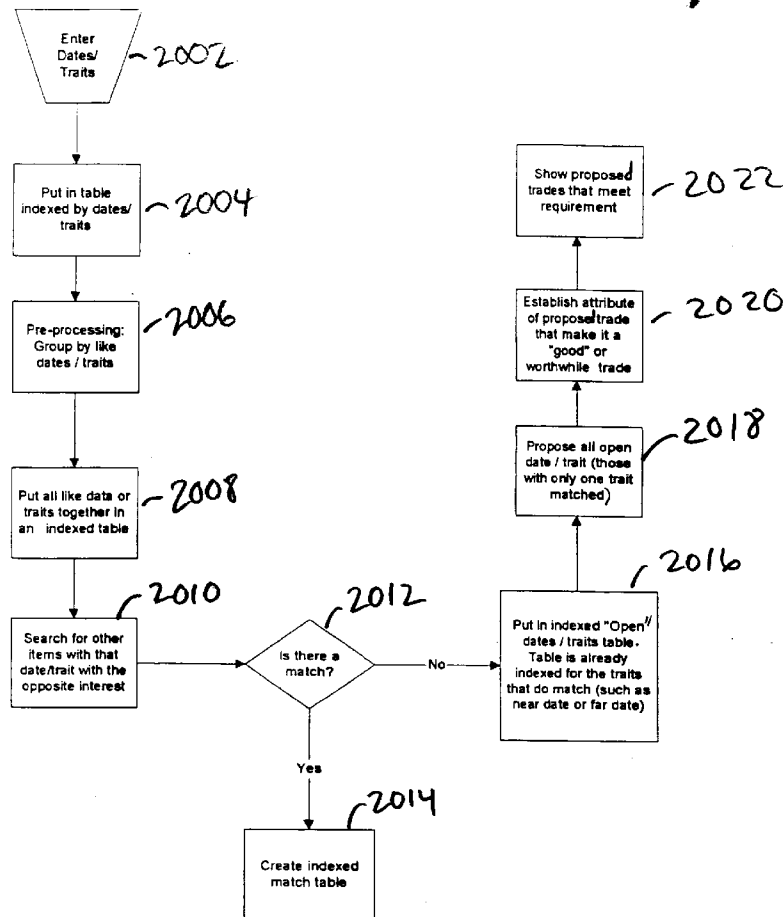 Enter
Dates/
Traits
2002
Put in table
indexed by dates/
traits
2004
Pre-processing:
Group by like
dates / traits
2006
Put all like data or
traits together in
an indexed table
2008
Search for other
items with that
date/trait with the
opposite interest
2010
Is there a
match?
2012
Yes
Create indexed
match table
2014
No
Put in indexed "Open"
dates / traits table.
Table is already
indexed for the traits
that do match (such as
near date or far date)
2016
Propose all open
date / trait (those
with only one trait
matched)
2018
Establish attribute
of proposed trade
that make it a
"good" or
worthwhile trade
2020
Show proposed
trades that meet
requirement
2022